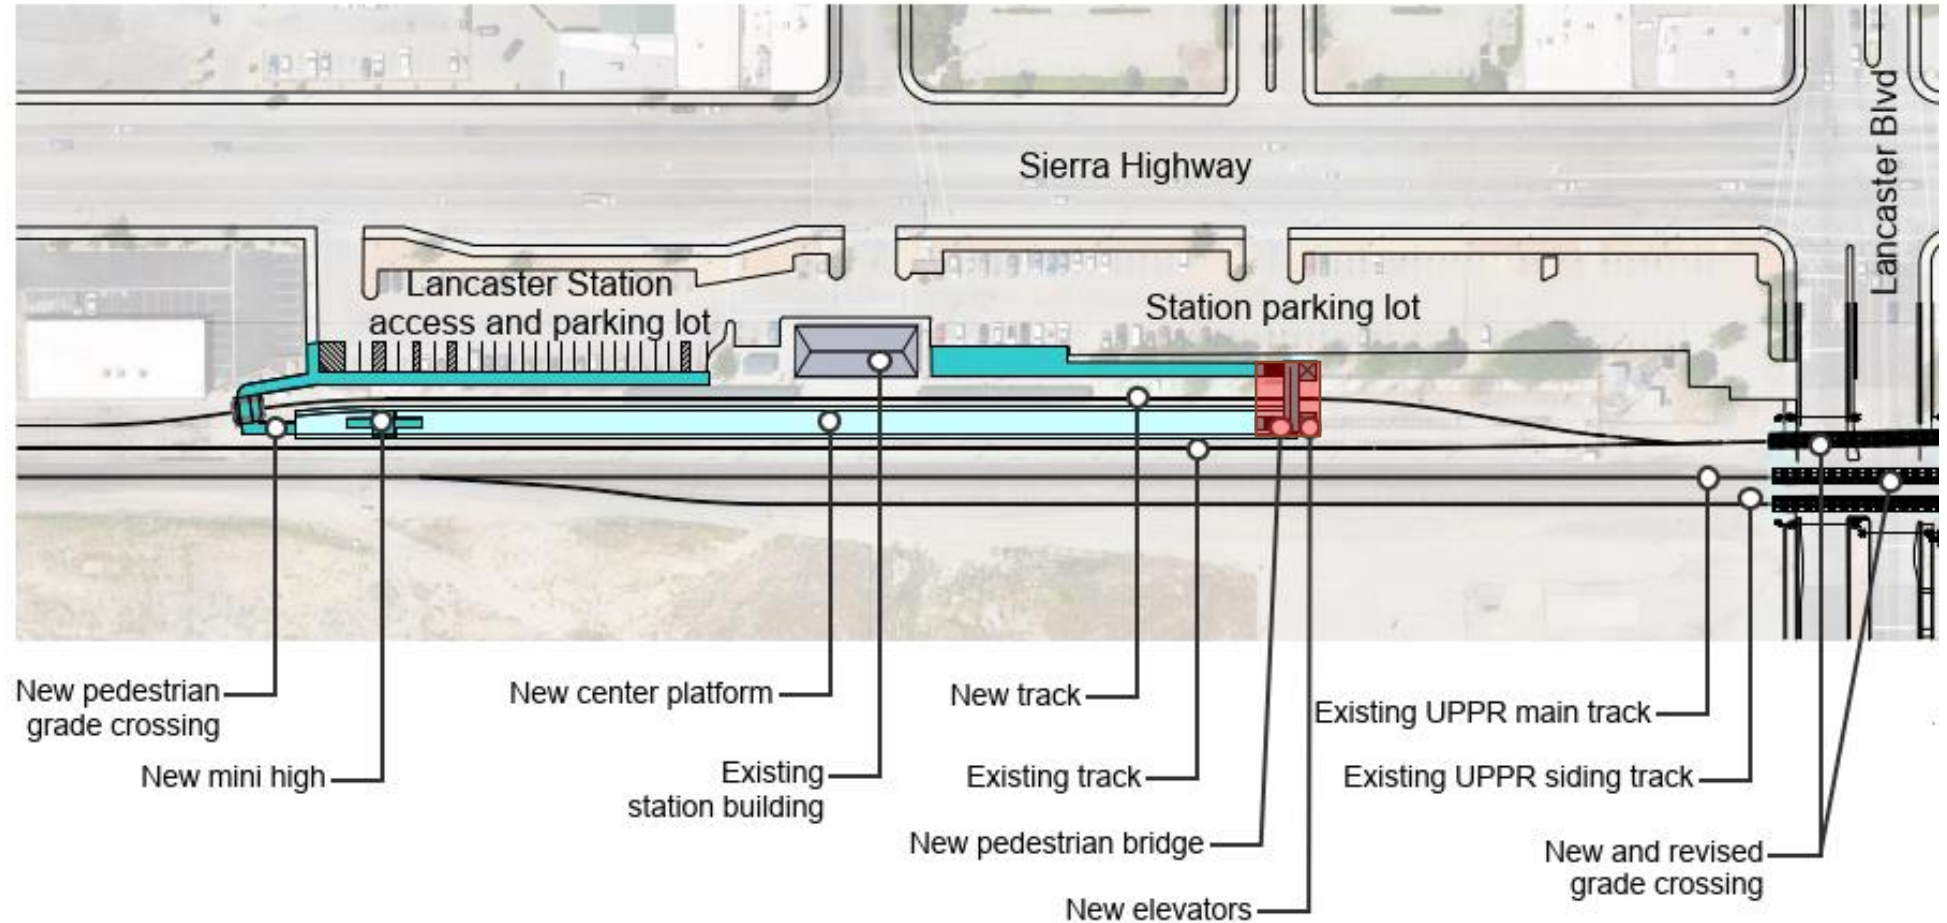 Lancaster Blvd
Sierra Highway
Lancaster Station
access and parking lot
Station parking lot
New pedestrian
grade crossing
New mini high
New center platform
Existing
station building
New track
Existing track
New pedestrian bridge
New elevators
Existing UPPR main track
Existing UPPR siding track
New and revised
grade crossing